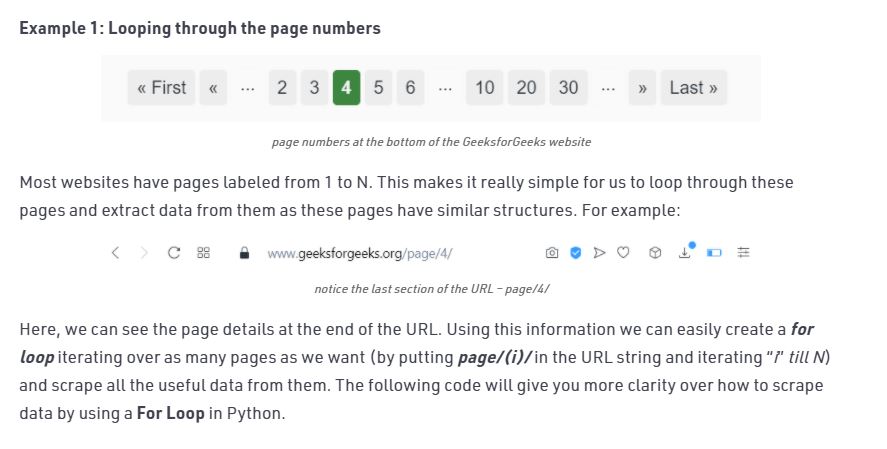 Example 1: Looping through the page numbers
« First « ... 2 3 4 5 6 ... 10 20 30 ... » Last »
page numbers at the bottom of the GeeksforGeeks website
Most websites have pages labeled from 1 to N. This makes it really simple for us to loop through these
pages and extract data from them as these pages have similar structures. For example:
www.geeksforgeeks.org/page/4/
notice the last section of the URL – page/4/
Here, we can see the page details at the end of the URL. Using this information we can easily create a for
loop iterating over as many pages as we want (by putting page/(i)/ in the URL string and iterating "i" till N)
and scrape all the useful data from them. The following code will give you more clarity over how to scrape
data by using a For Loop in Python.